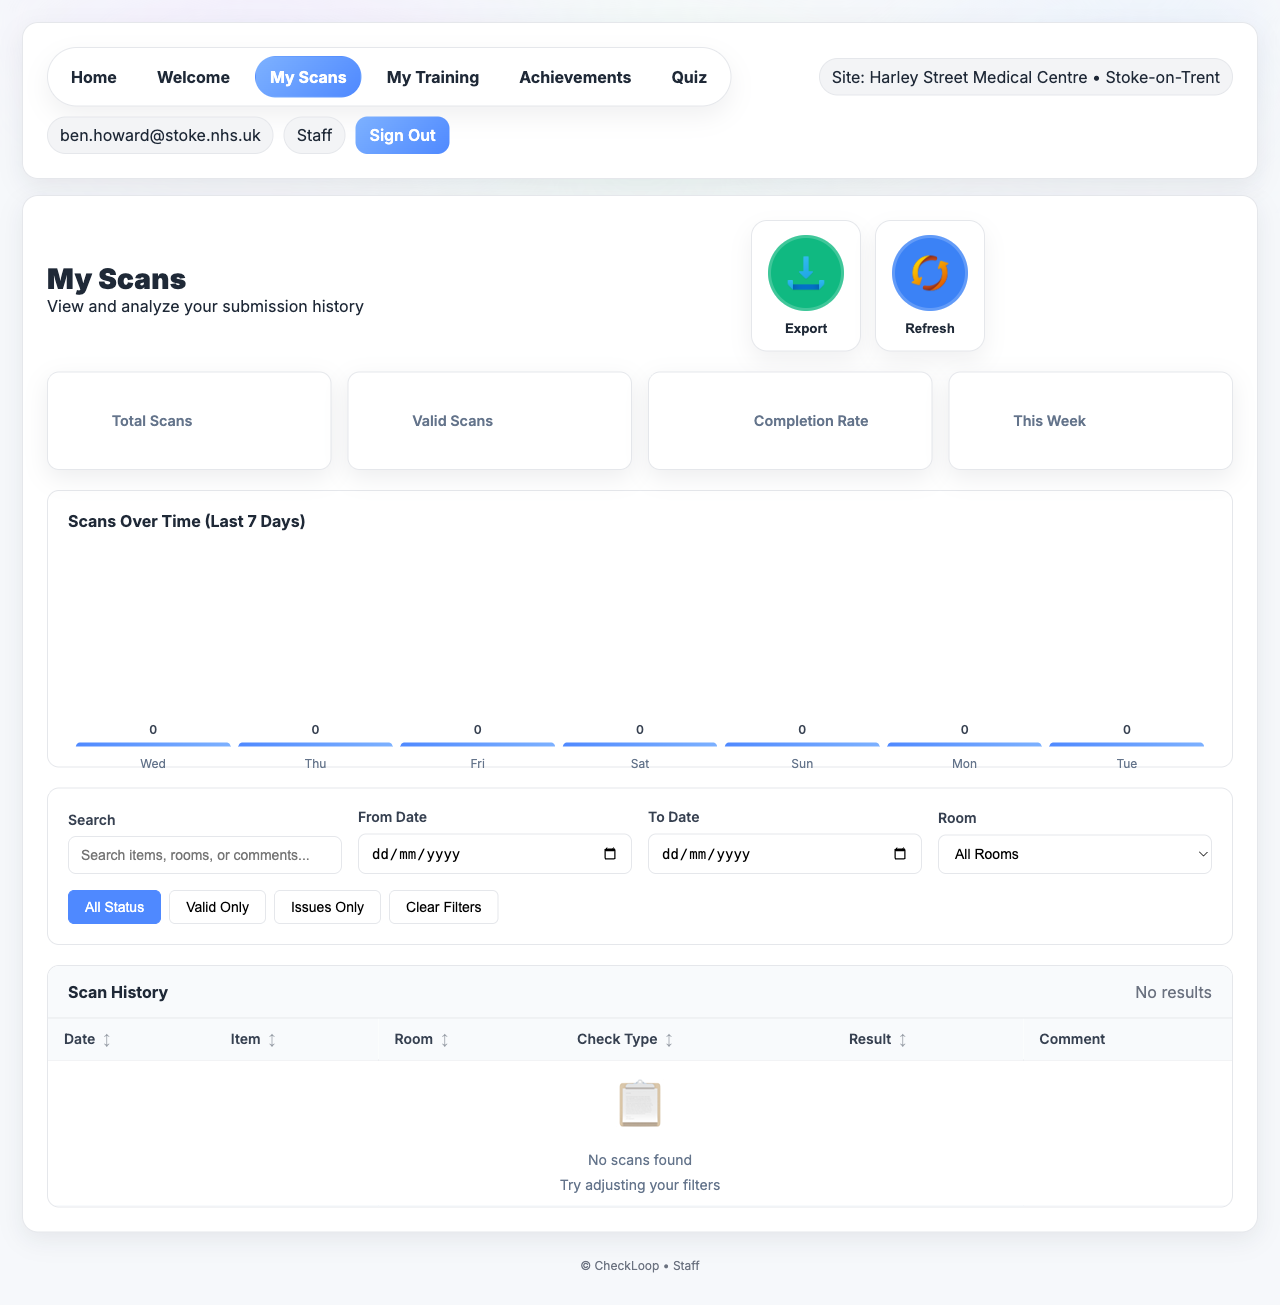 Home Welcome My Scans My Training Achievements Quiz
Site: Harley Street Medical Centre • Stoke-on-Trent
ben.howard@stoke.nhs.uk Staff Sign Out
My Scans
View and analyze your submission history
Export Refresh
Total Scans Valid Scans Completion Rate This Week
Scans Over Time (Last 7 Days)
0 0 0 0 0 0 0
Wed Thu Fri Sat Sun Mon Tue
Search From Date To Date Room
Search items, rooms, or comments... dd/mm/yyyy dd/mm/yyyy All Rooms
All Status Valid Only Issues Only Clear Filters
Scan History No results
Date ↕ Item ↕ Room ↕ Check Type ↕ Result ↕ Comment
No scans found
Try adjusting your filters
© CheckLoop • Staff